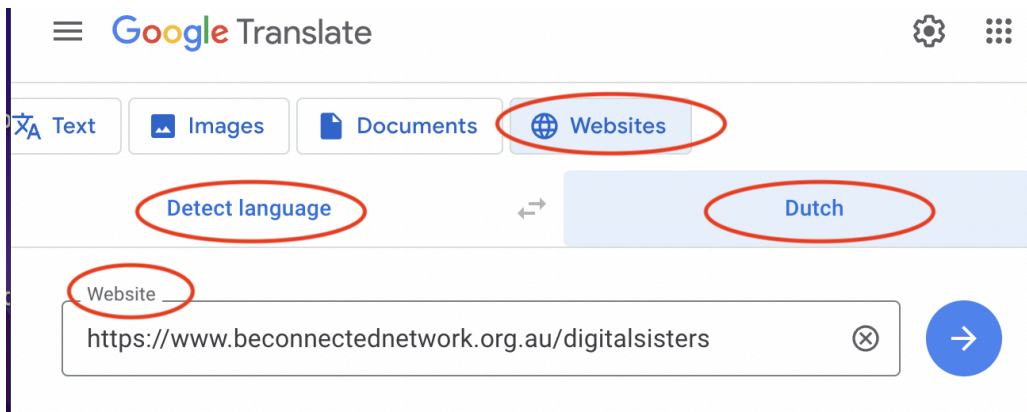 Google Translate
Text Images Documents Websites
Detect language Dutch
Website
https://www.beconnectednetwork.org.au/digitalsisters